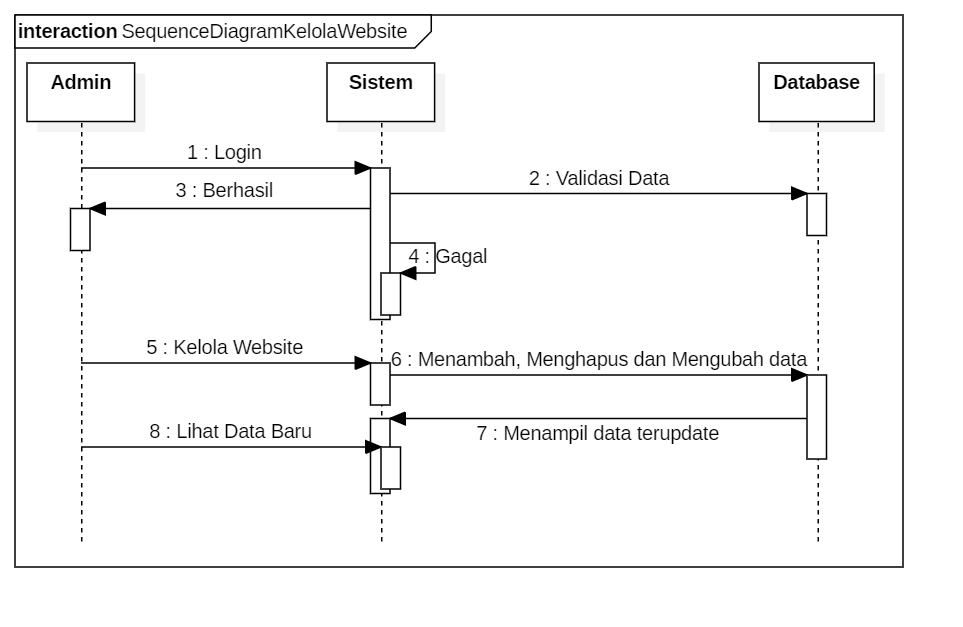 interaction SequenceDiagramKelolaWebsite
Admin
Sistem
Database
1 : Login
2 : Validasi Data
3 : Berhasil
4 : Gagal
5 : Kelola Website
6 : Menambah, Menghapus dan Mengubah data
7 : Menampil data terupdate
8 : Lihat Data Baru